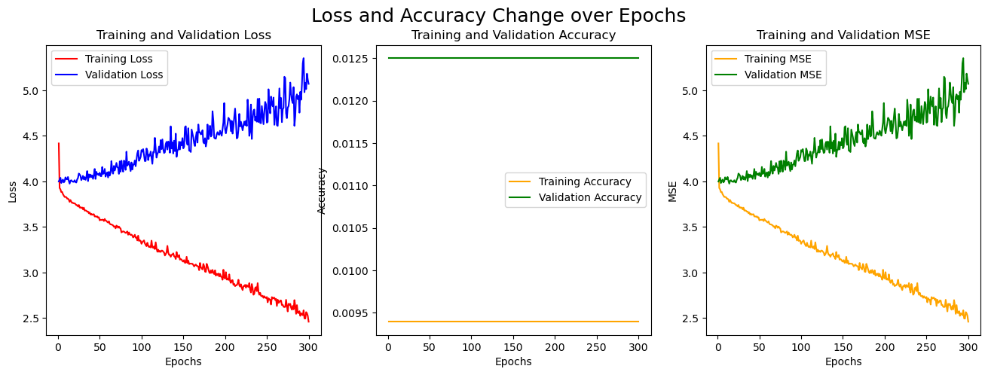 Loss and Accuracy Change over Epochs
Training and Validation Loss
Training Loss
Validation Loss
5.0
4.5
4.0
3.5
3.0
2.5
Loss
0 50 100 150 200 250 300
Epochs
Training and Validation Accuracy
0.0125
0.0120
0.0115
0.0110
0.0105
0.0100
0.0095
Accuracy
Training Accuracy
Validation Accuracy
0 50 100 150 200 250 300
Epochs
Training and Validation MSE
Training MSE
Validation MSE
5.0
4.5
4.0
3.5
3.0
2.5
MSE
0 50 100 150 200 250 300
Epochs